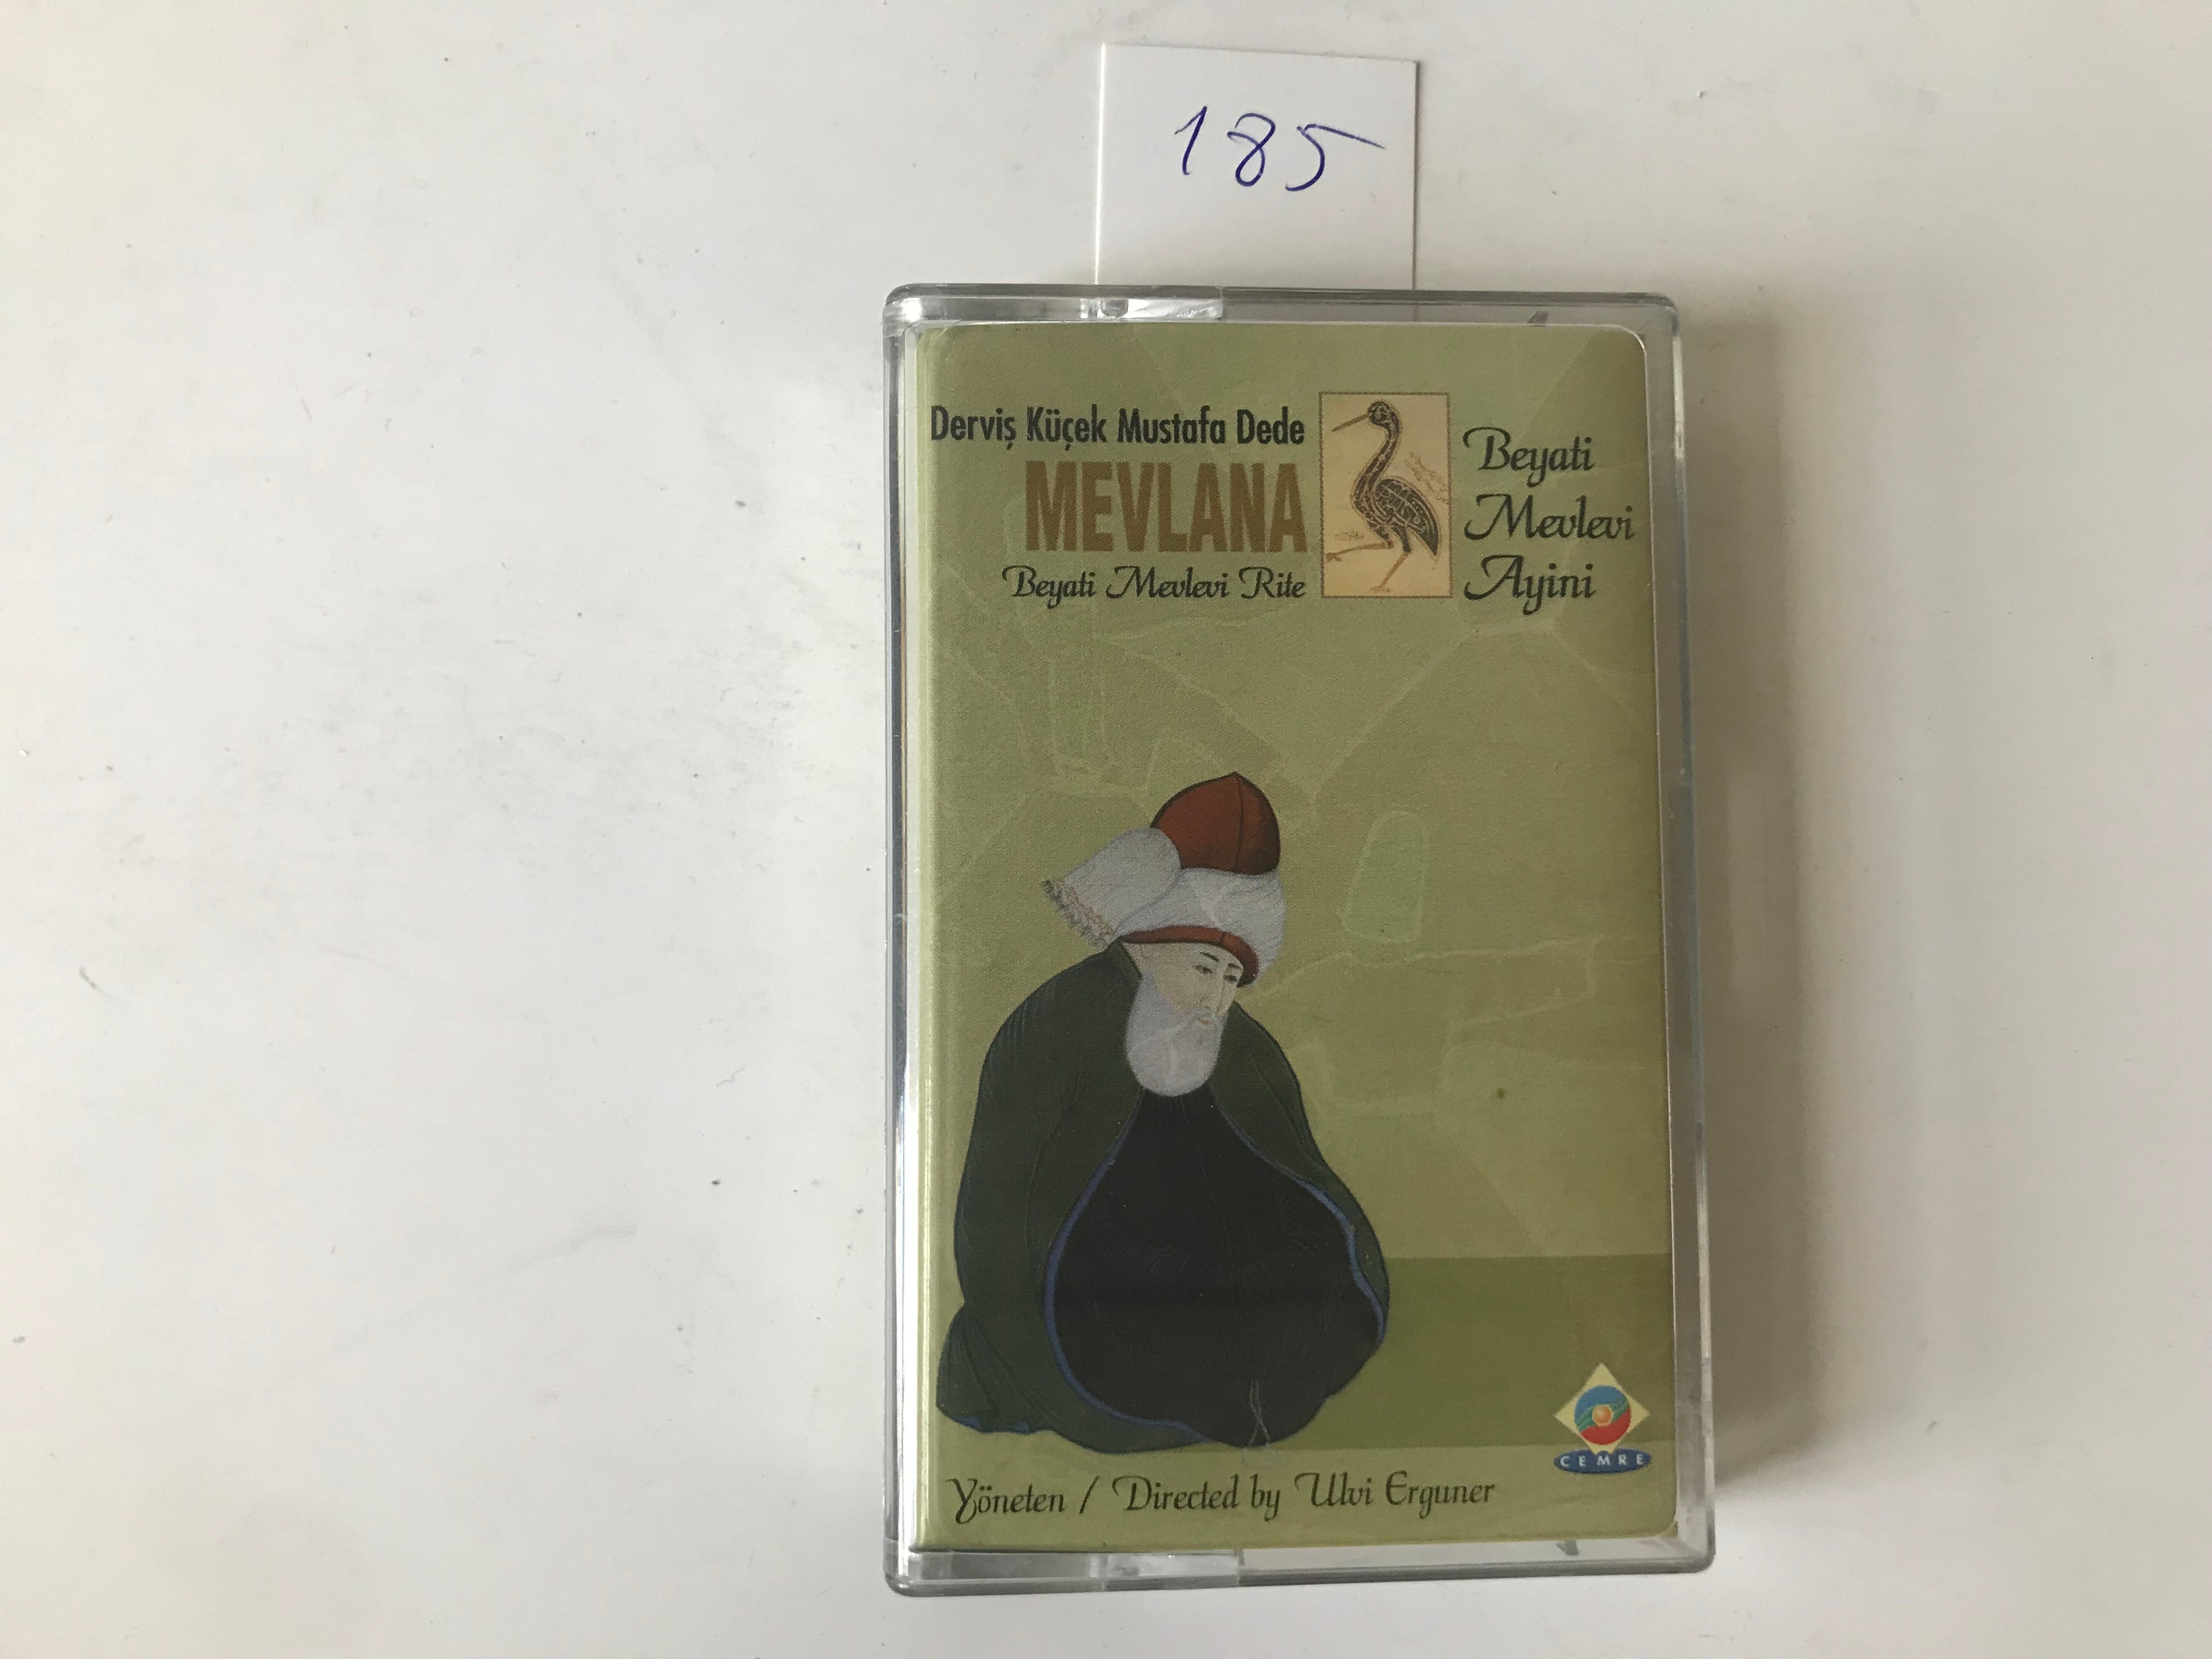 185
Derviş Küçek Mustafa Dede
MEVLANA
Beyati Mevlevi Rite
Beyati
Mevlevi
Ayini
CEMRE
Yöneten / Directed by Ulvi Erguner